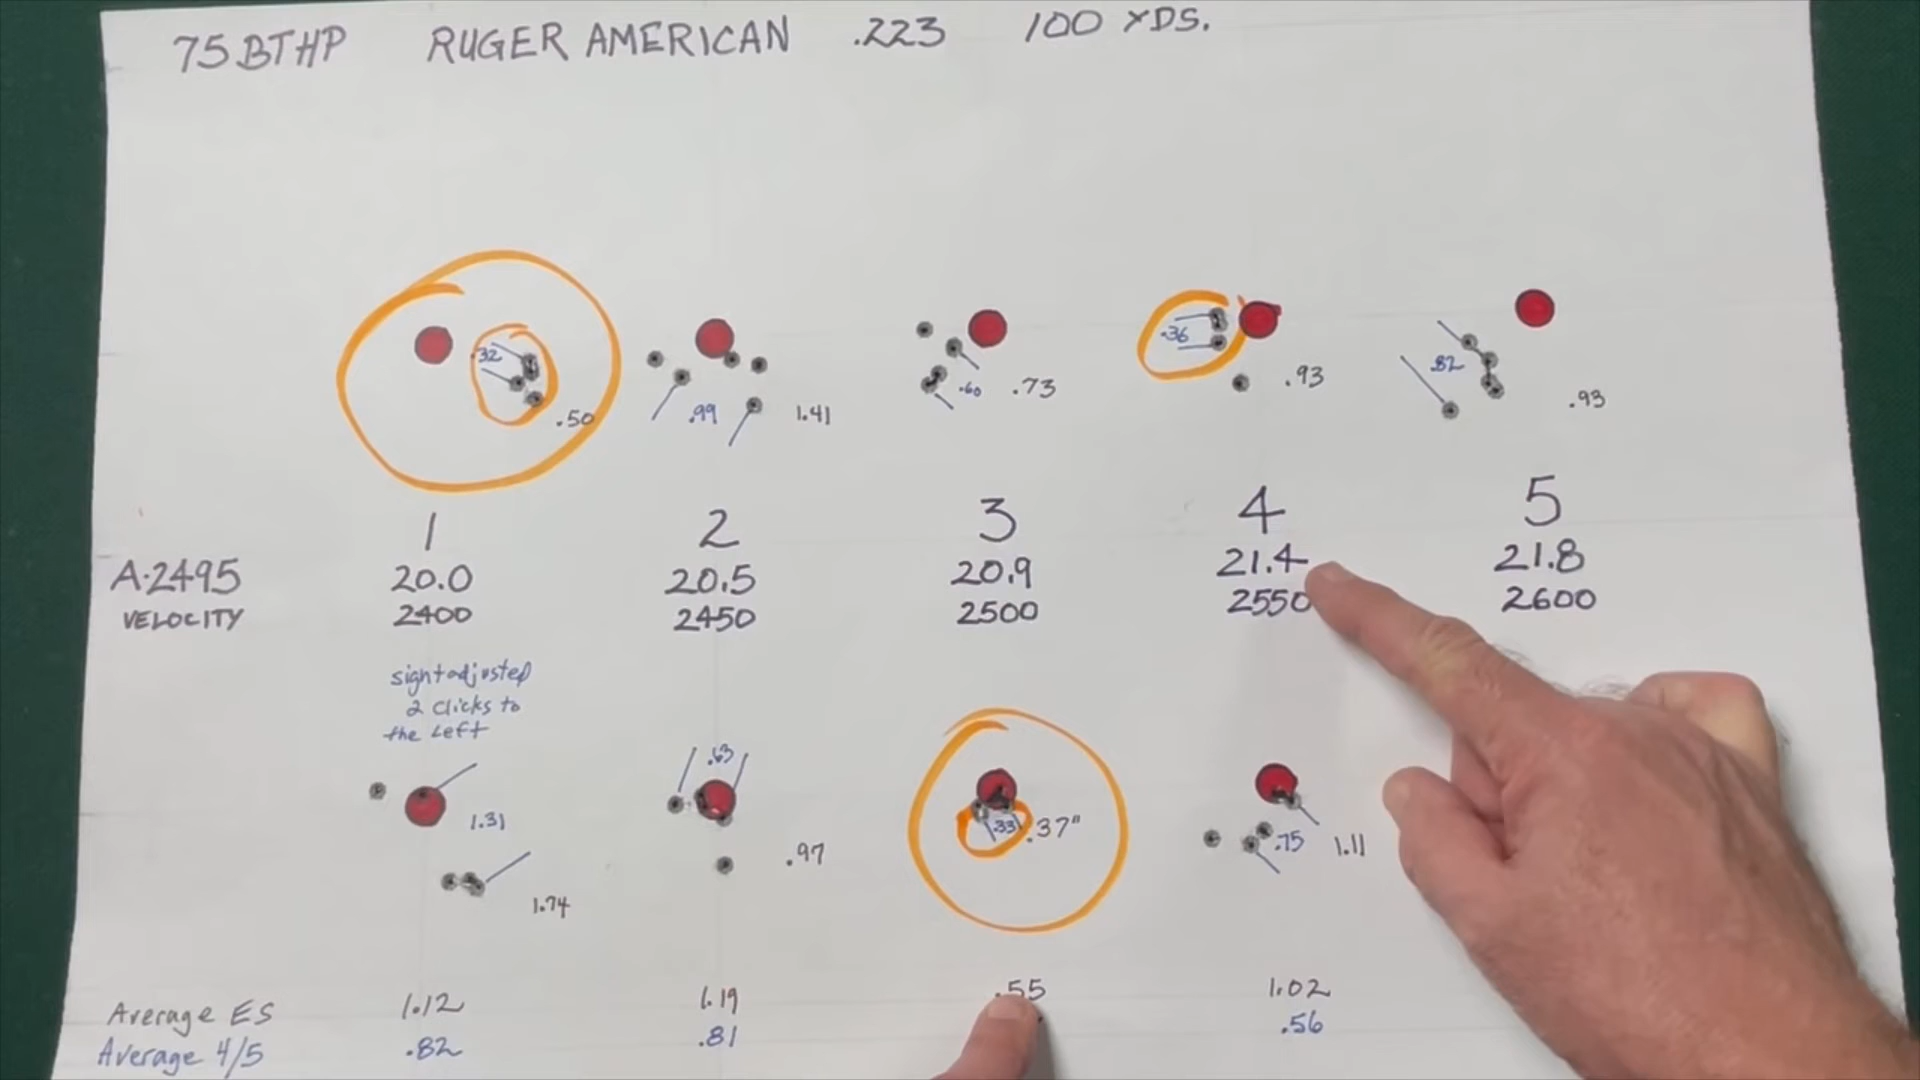 75 BTHP RUGER AMERICAN .223 100 YDS.
.32 .50
.99 1.41
.60 .73
.36 .93
.82 .93
1 2 3 4 5
A-2495 20.0 20.5 20.9 21.4 21.8
VELOCITY 2400 2450 2500 2550 2600
sight adjusted
2 clicks to
the Left
1.31 1.74
.63 .97
.33 .37"
.75 1.11
Average ES 1.12 1.19 .55 1.02
Average 4/5 .82 .81 .56